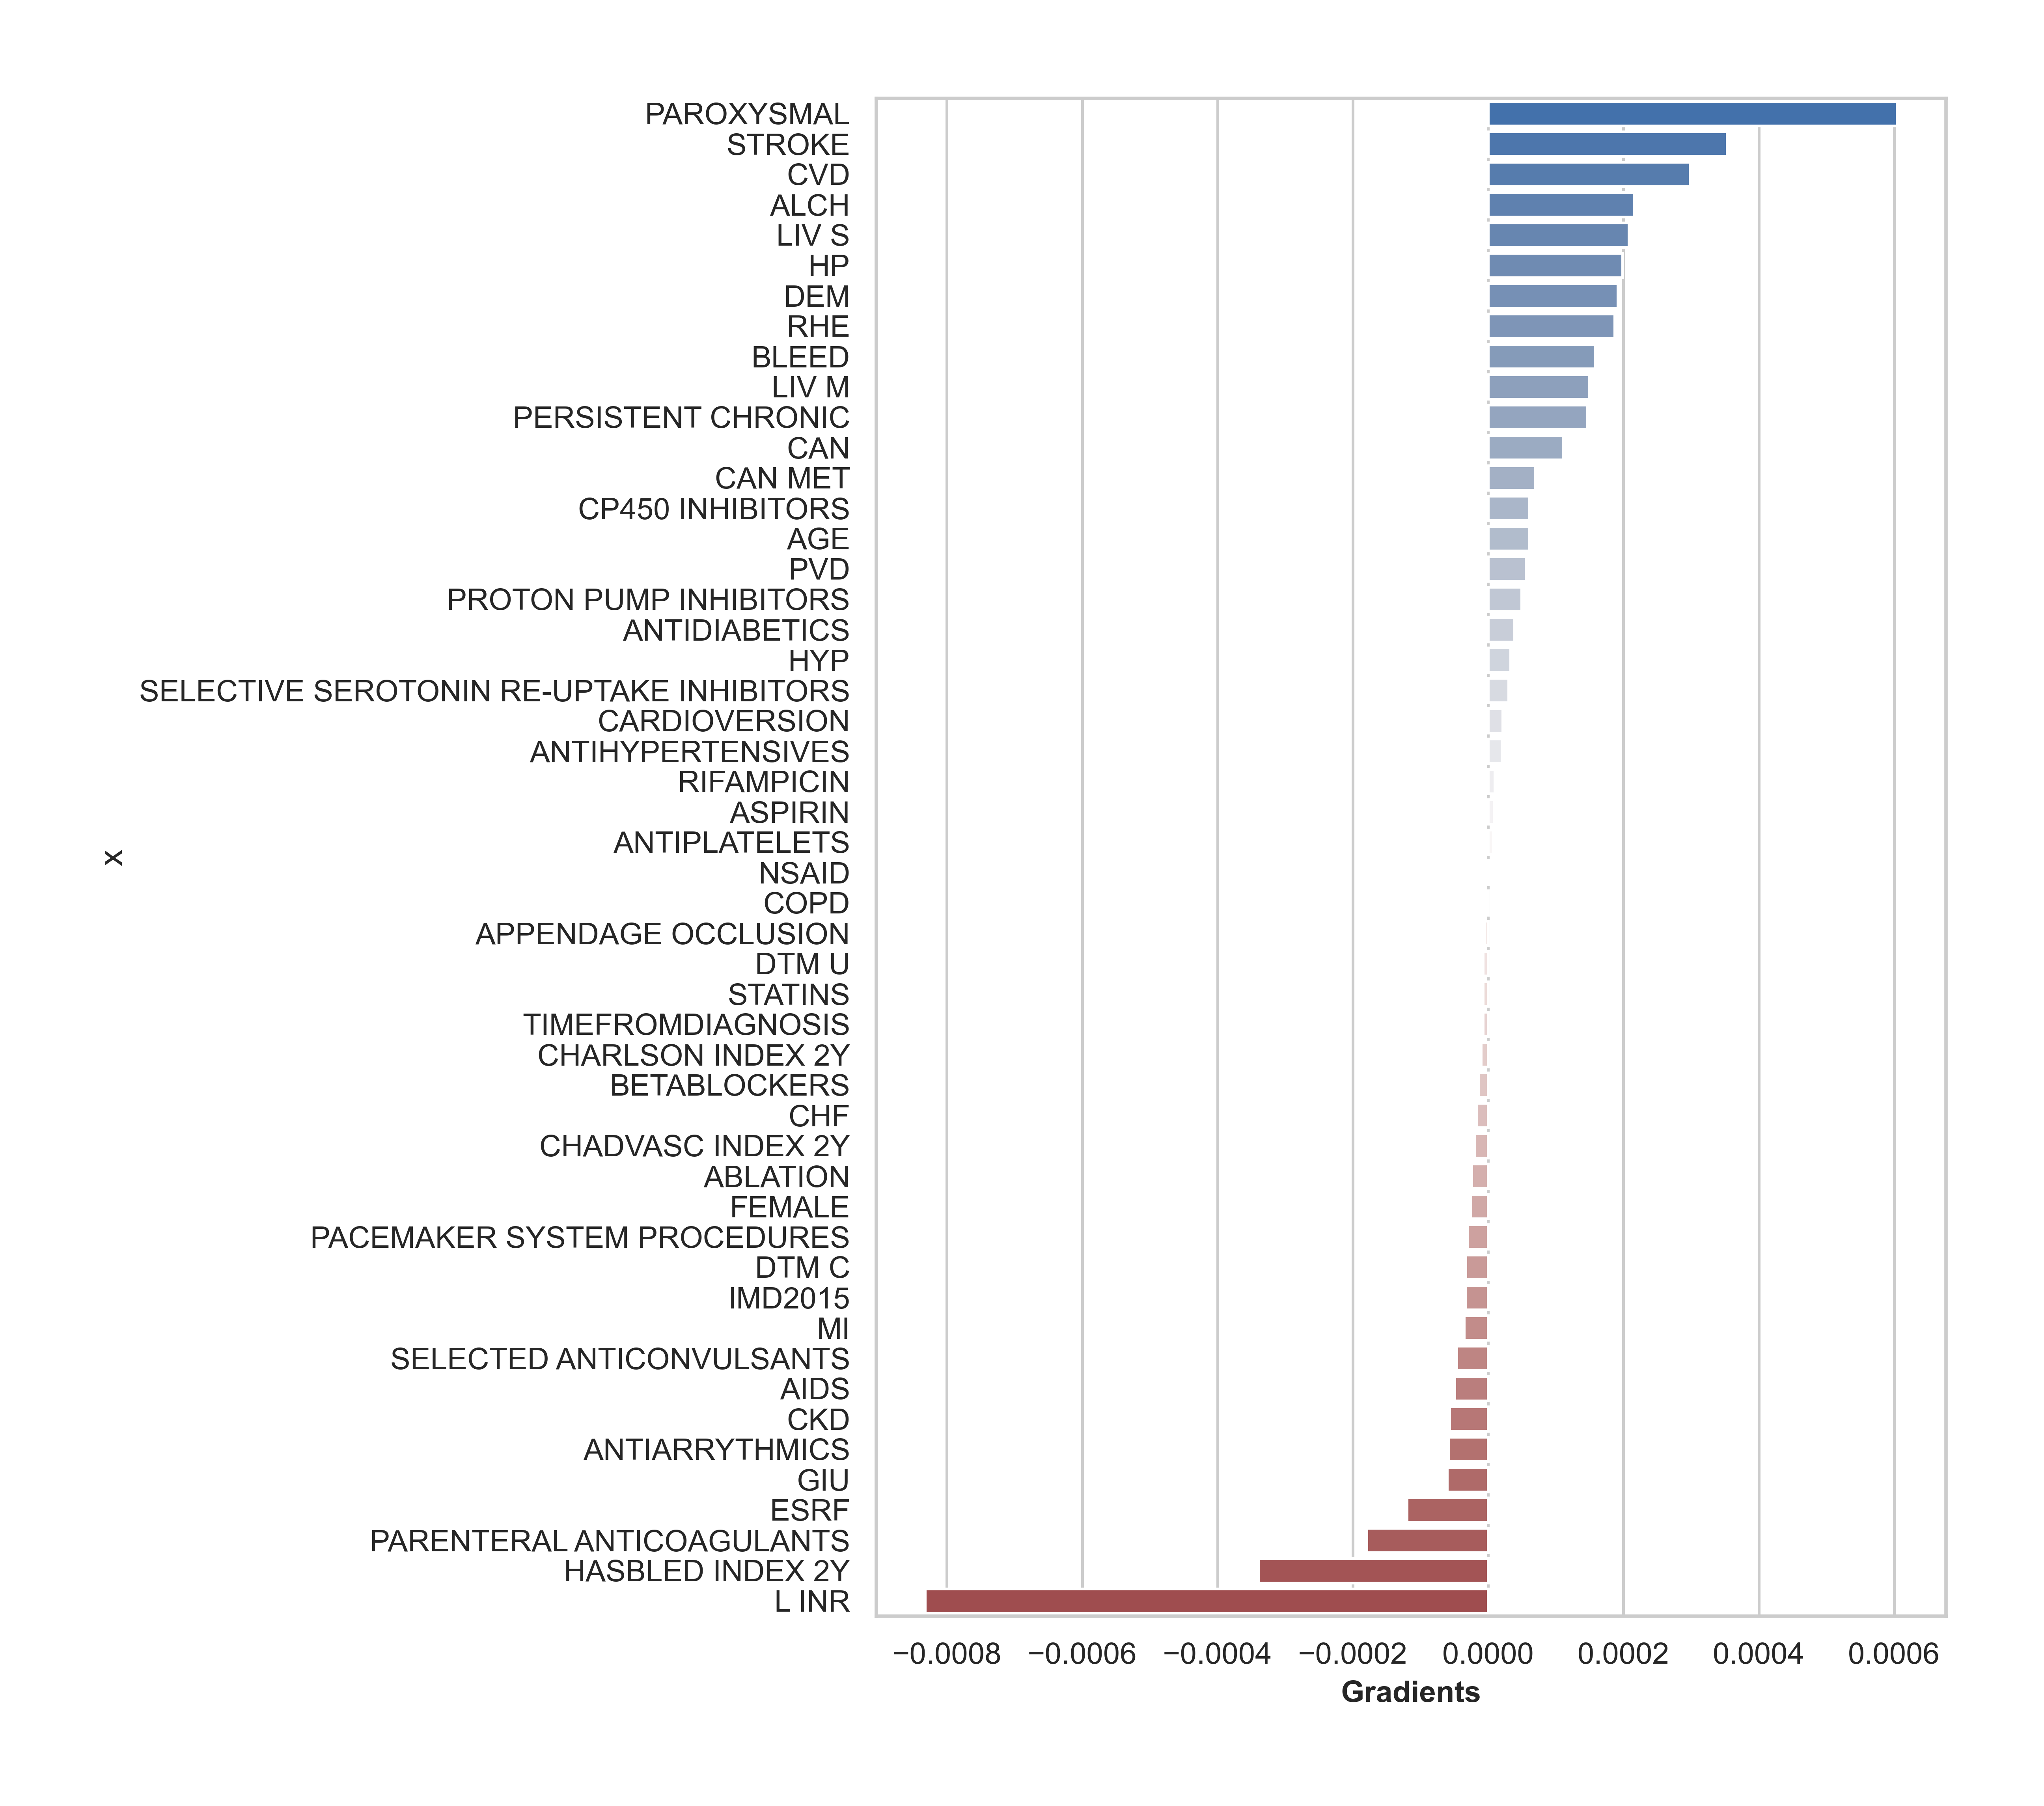 PAROXYSMAL
STROKE
CVD
ALCH
LIV S
HP
DEM
RHE
BLEED
LIV M
PERSISTENT CHRONIC
CAN
CAN MET
CP450 INHIBITORS
AGE
PVD
PROTON PUMP INHIBITORS
ANTIDIABETICS
HYP
SELECTIVE SEROTONIN RE-UPTAKE INHIBITORS
CARDIOVERSION
ANTIHYPERTENSIVES
RIFAMPICIN
ASPIRIN
ANTIPLATELETS
x
NSAID
COPD
APPENDAGE OCCLUSION
DTM U
STATINS
TIMEFROMDIAGNOSIS
CHARLSON INDEX 2Y
BETABLOCKERS
CHF
CHADVASC INDEX 2Y
ABLATION
FEMALE
PACEMAKER SYSTEM PROCEDURES
DTM C
IMD2015
MI
SELECTED ANTICONVULSANTS
AIDS
CKD
ANTIARRYTHMICS
GIU
ESRF
PARENTERAL ANTICOAGULANTS
HASBLED INDEX 2Y
L INR
−0.0008 −0.0006 −0.0004 −0.0002 0.0000 0.0002 0.0004 0.0006
Gradients